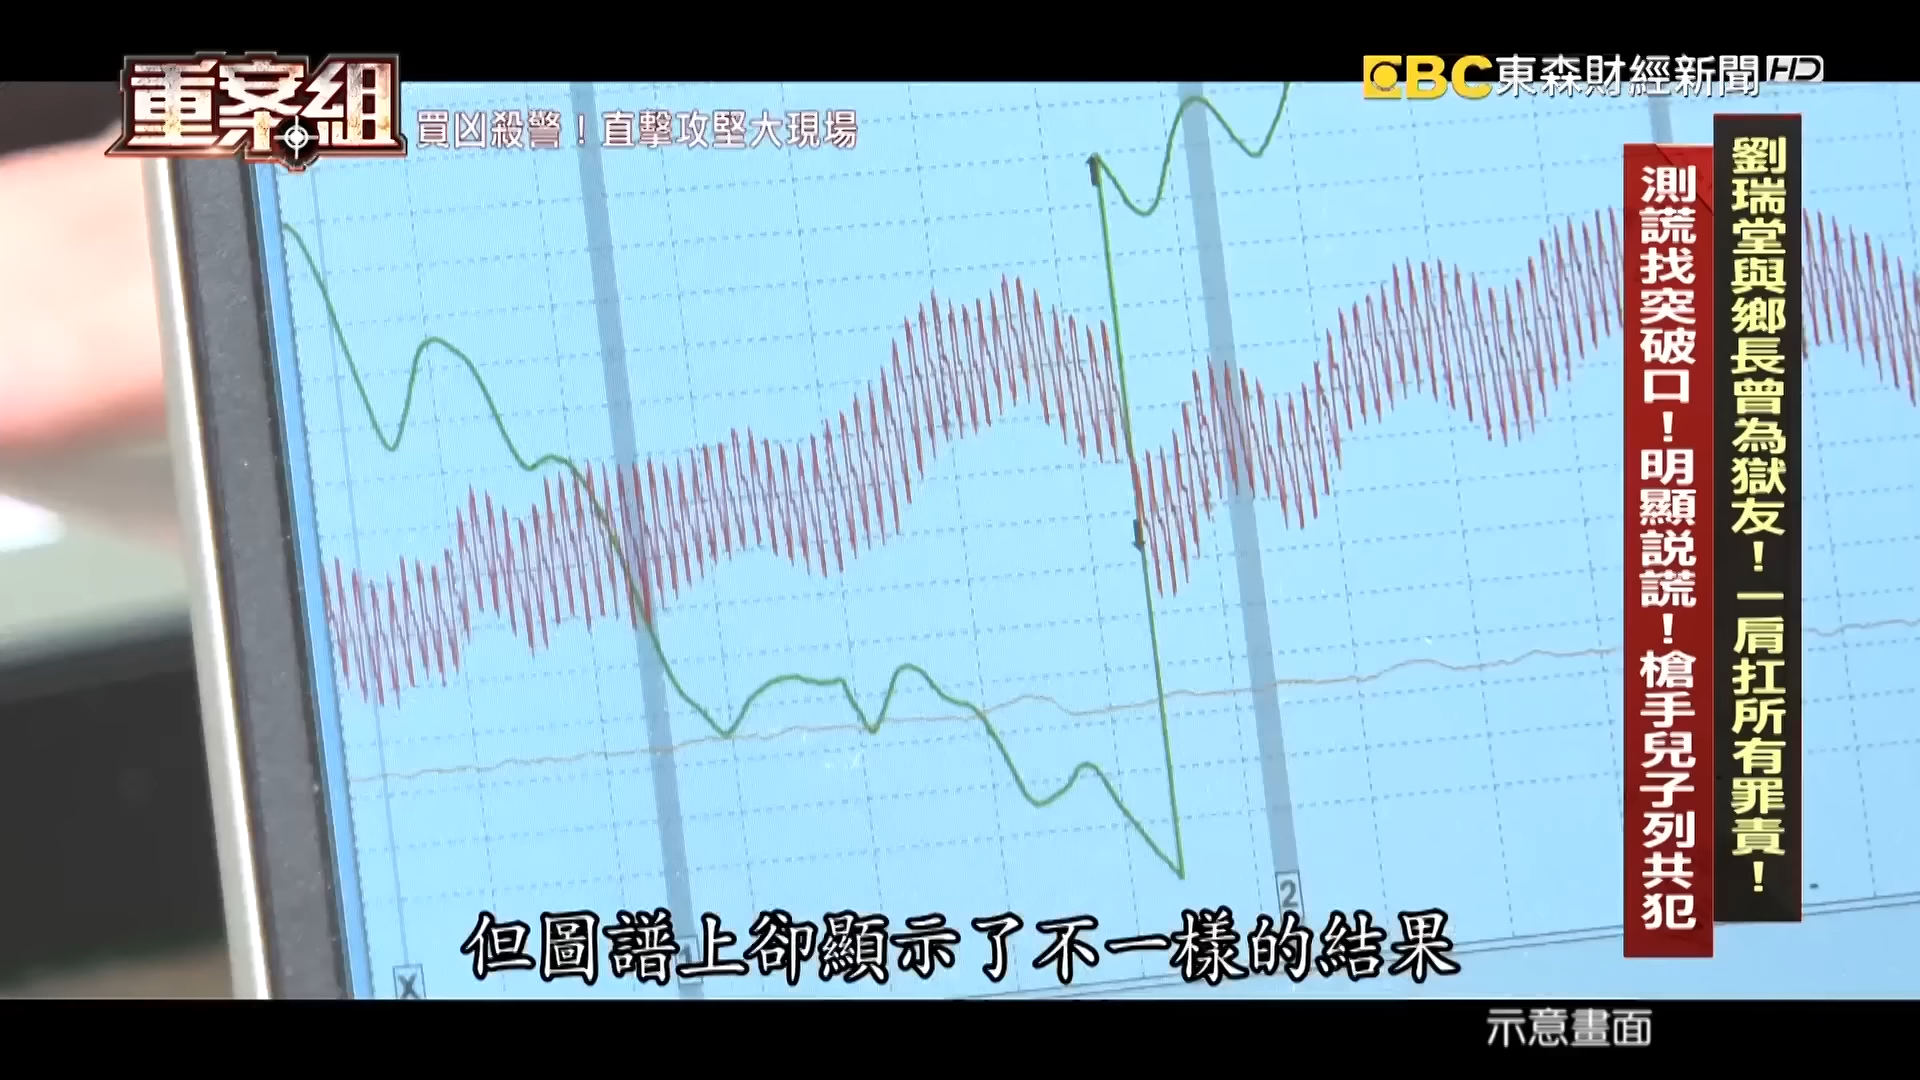 重案組
買凶殺警！直擊攻堅大現場
EBC東森財經新聞HD
劉瑞堂與鄉長曾為獄友！一肩扛所有罪責！
測謊找突破口！明顯説謊！槍手兒子列共犯
2
X
但圖譜上卻顯示了不一樣的結果
示意畫面